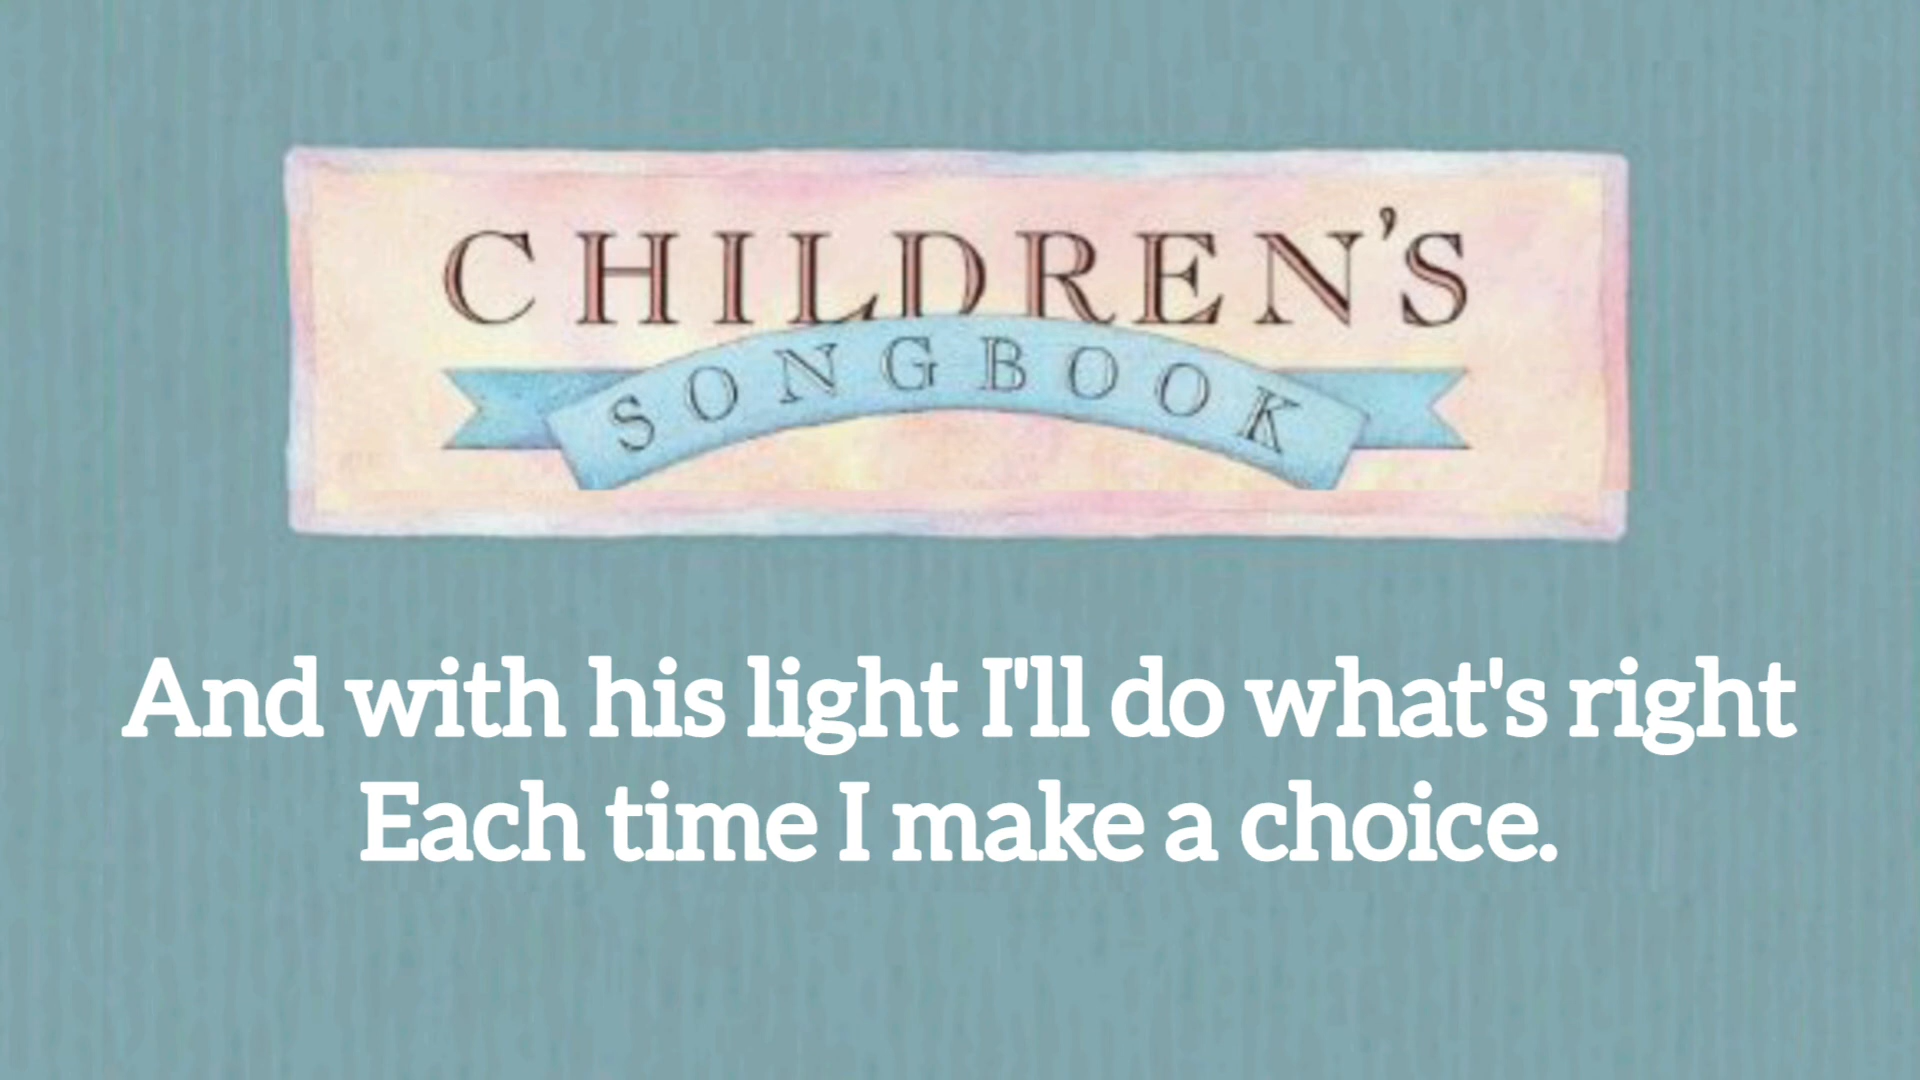 CHILDREN'S
SONGBOOK
And with his light I'll do what's right
Each time I make a choice.